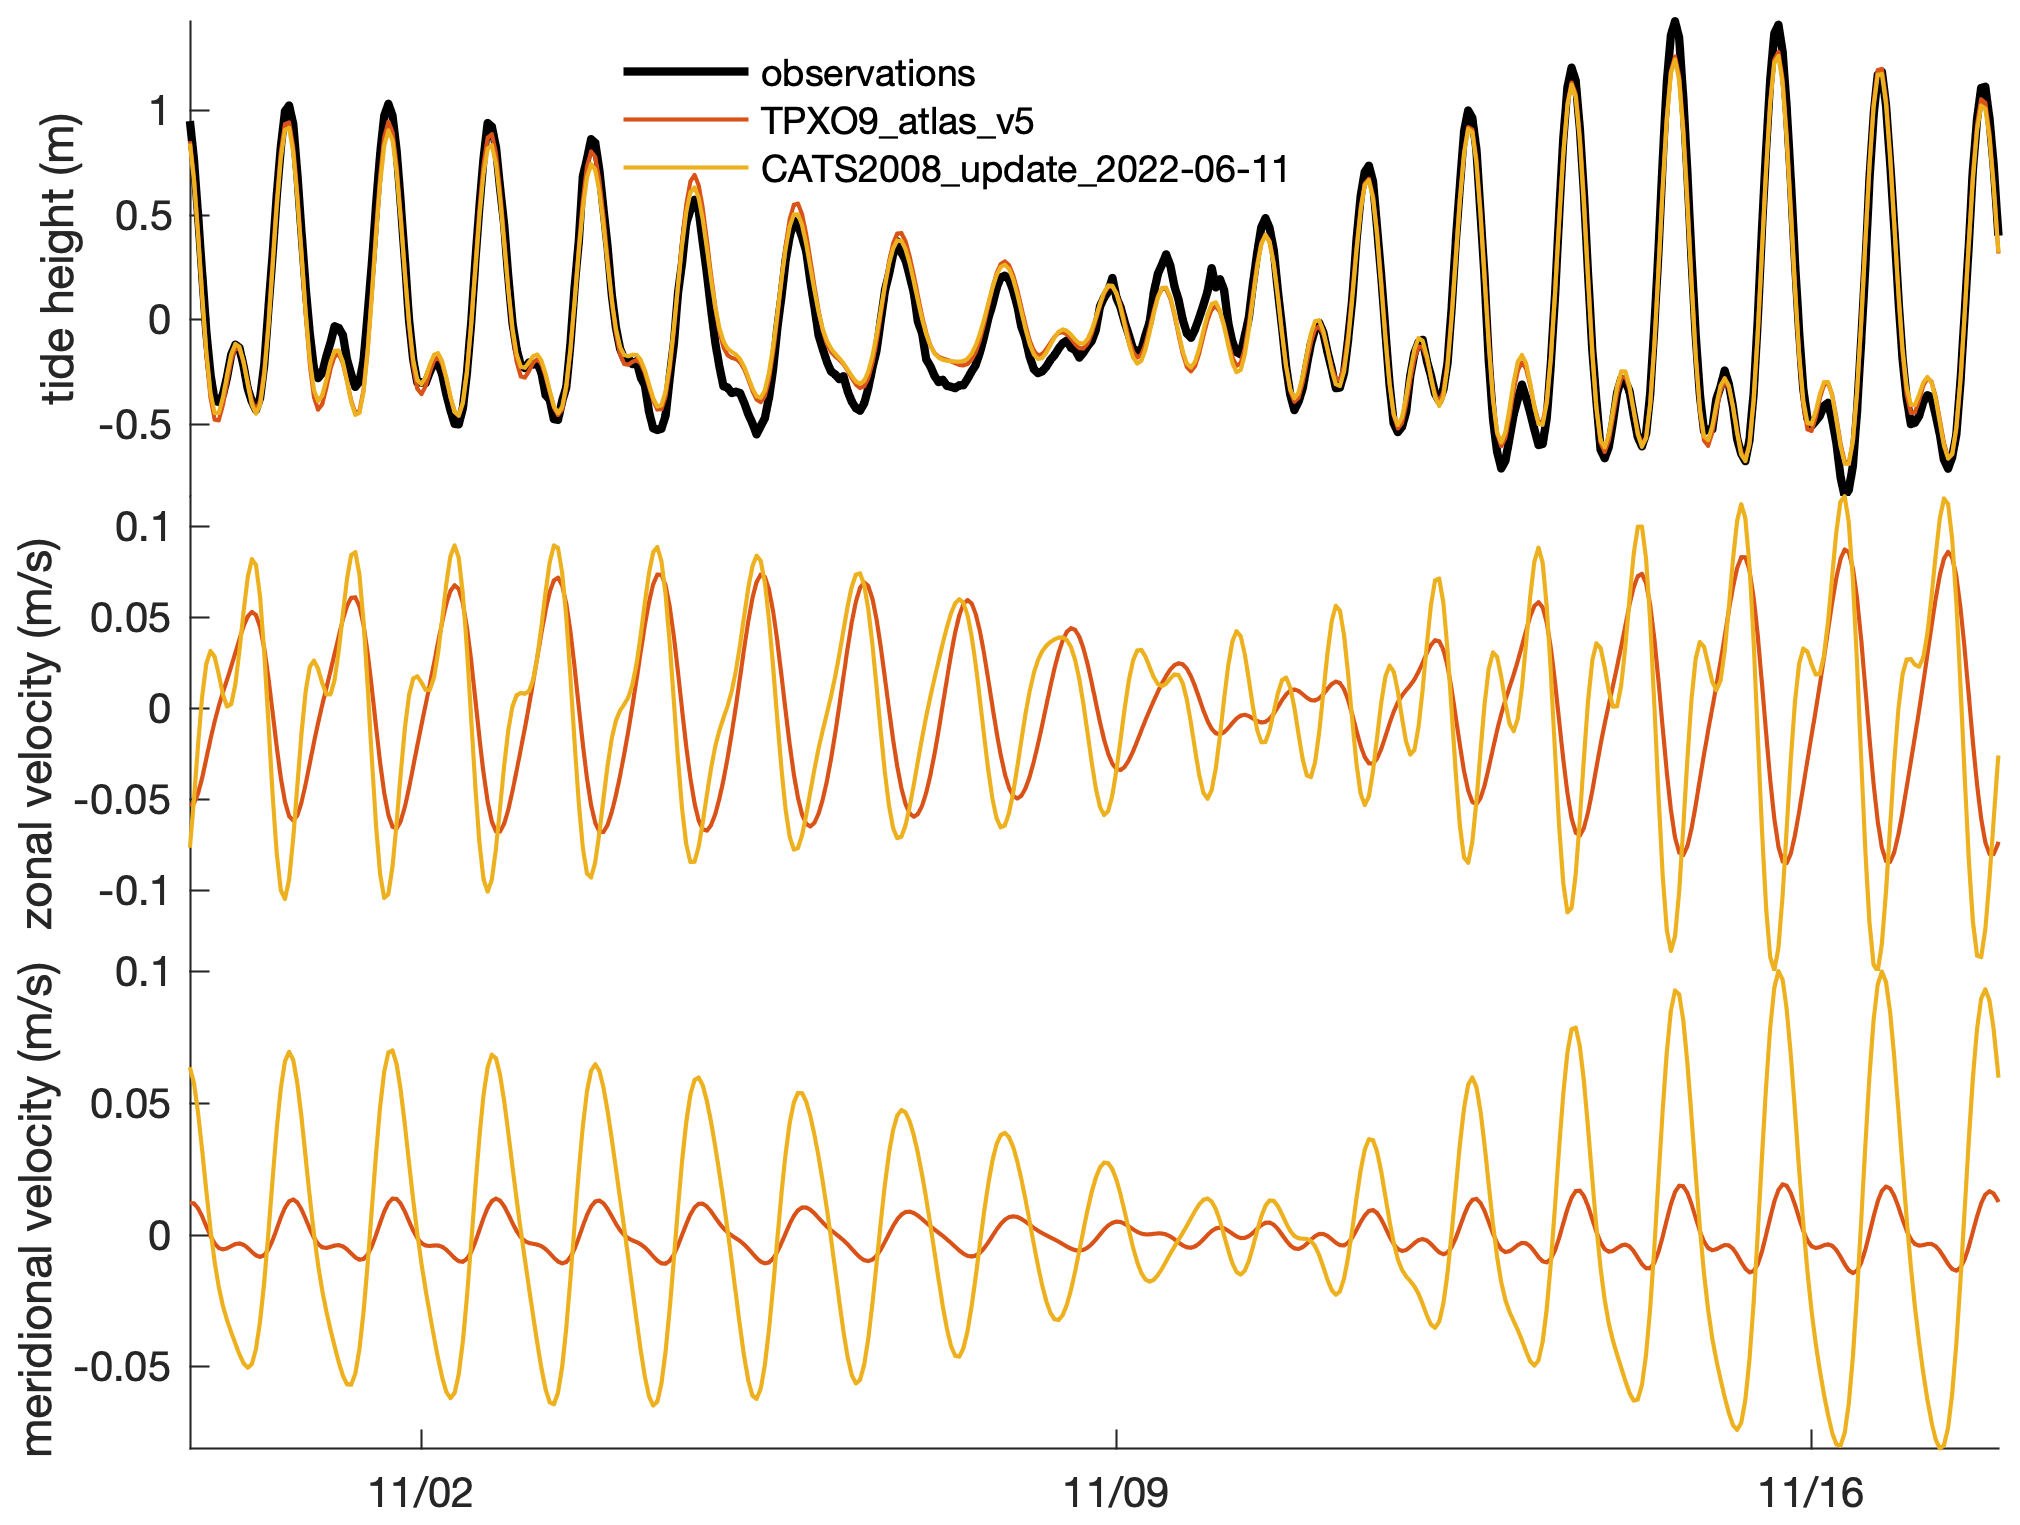 observations
TPXO9_atlas_v5
CATS2008_update_2022-06-11
tide height (m)
1
0.5
0
-0.5
zonal velocity (m/s)
0.1
0.05
0
-0.05
-0.1
meridional velocity (m/s)
0.1
0.05
0
-0.05
11/02
11/09
11/16